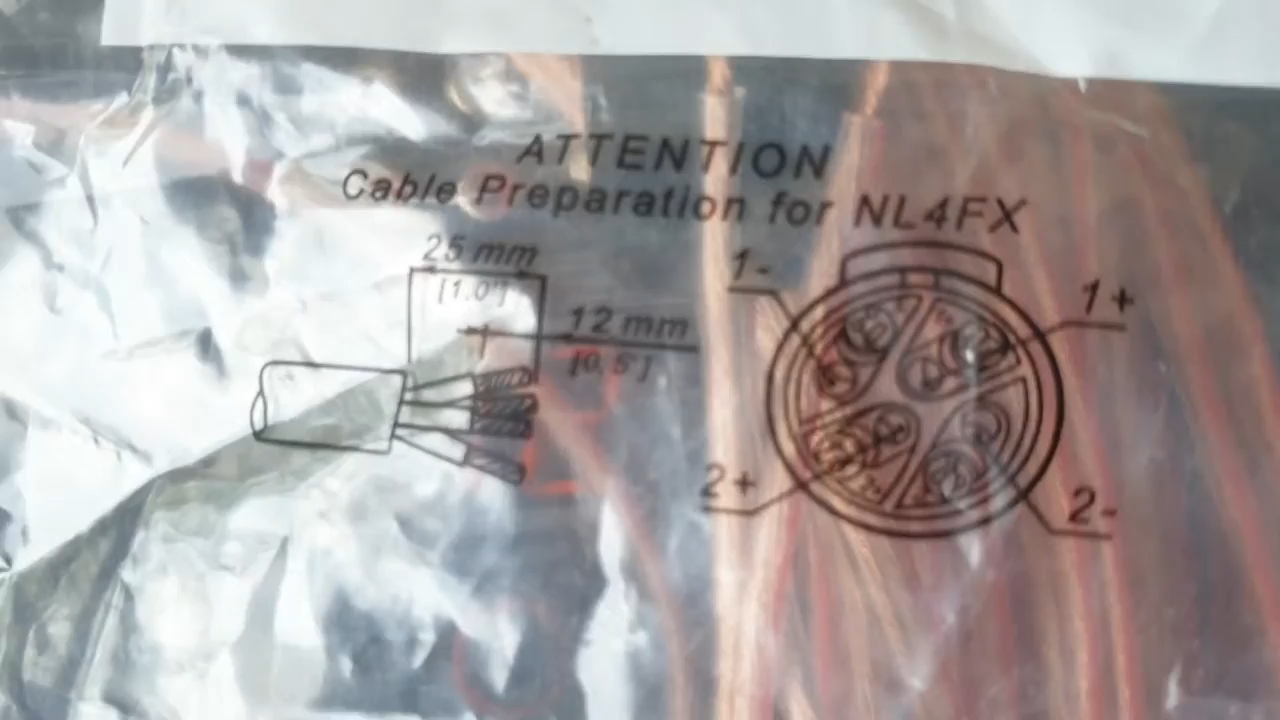 ATTENTION
Cable Preparation for NL4FX
25 mm
[1.0"]
12 mm
[0.5"]
1-
1+
2+
2-